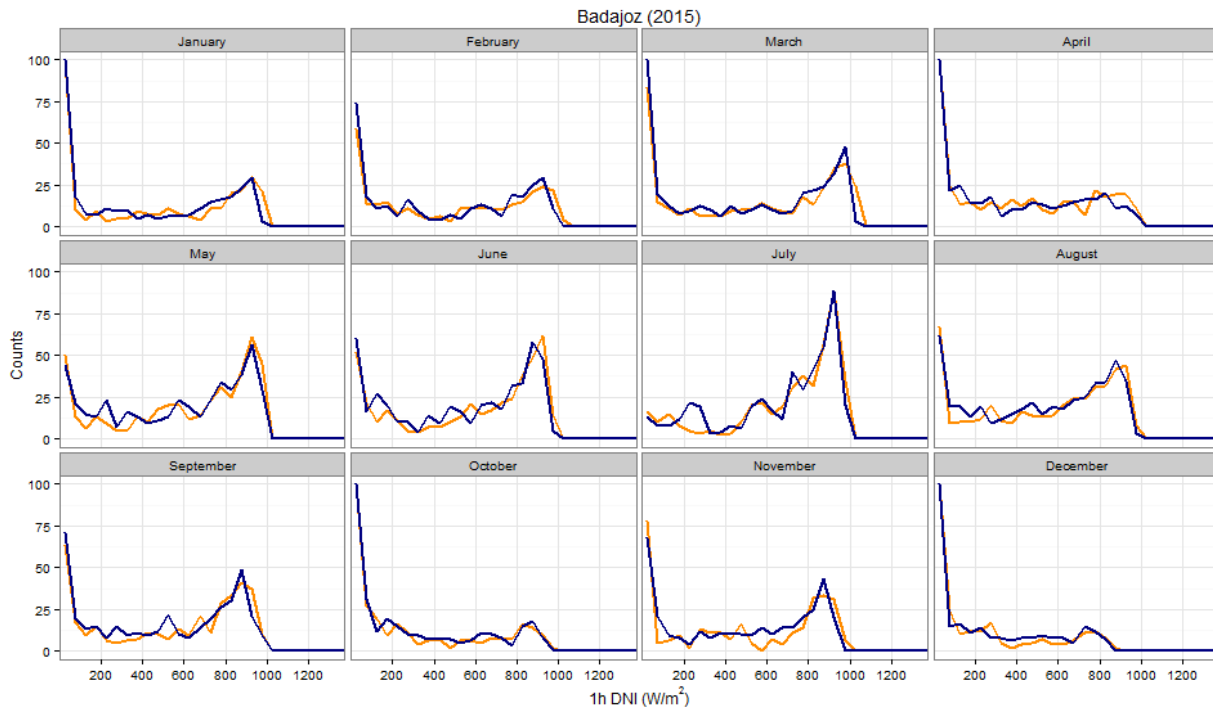 Badajoz (2015)
January
February
March
April
100
75
50
25
0
May
June
July
August
100
75
50
25
0
Counts
September
October
November
December
100
75
50
25
0
200 400 600 800 1000 1200
200 400 600 800 1000 1200
200 400 600 800 1000 1200
200 400 600 800 1000 1200
1h DNI (W/m²)